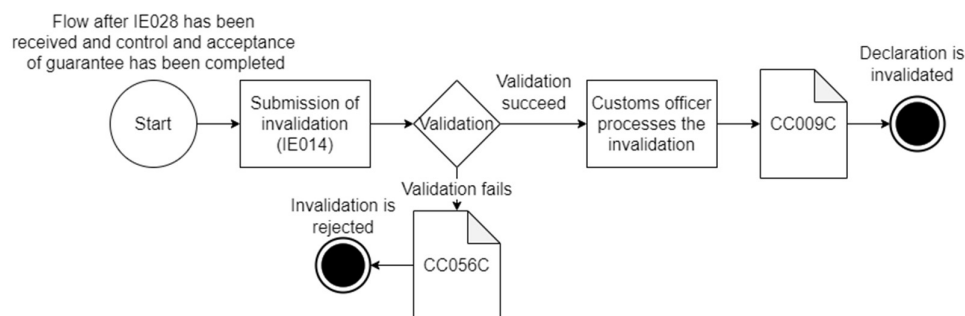 Flow after IE028 has been
received and control and acceptance
of guarantee has been completed
Start
Submission of
invalidation
(IE014)
Validation
Validation
succeed
Customs officer
processes the
invalidation
CC009C
Declaration is
invalidated
Validation fails
CC056C
Invalidation is
rejected